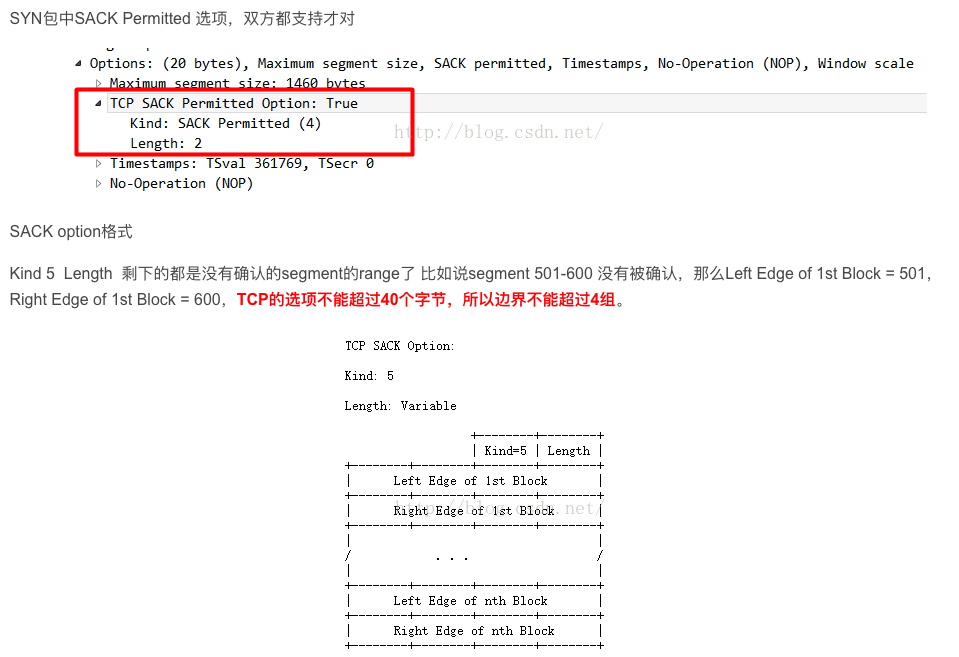 SYN包中SACK Permitted 选项，双方都支持才对
Options: (20 bytes), Maximum segment size, SACK permitted, Timestamps, No-Operation (NOP), Window scale
Maximum segment size: 1460 bytes
TCP SACK Permitted Option: True
Kind: SACK Permitted (4)
http://blog.csdn.net/
Length: 2
Timestamps: TSval 361769, TSecr 0
No-Operation (NOP)
SACK option格式
Kind 5 Length 剩下的都是没有确认的segment的range了 比如说segment 501-600 没有被确认，那么Left Edge of 1st Block = 501，
Right Edge of 1st Block = 600，TCP的选项不能超过40个字节，所以边界不能超过4组。
TCP SACK Option:
Kind: 5
Length: Variable
Kind=5 | Length
Left Edge of 1st Block
http://blog.csdn.net/
Right Edge of 1st Block
/ . . . /
Left Edge of nth Block
Right Edge of nth Block